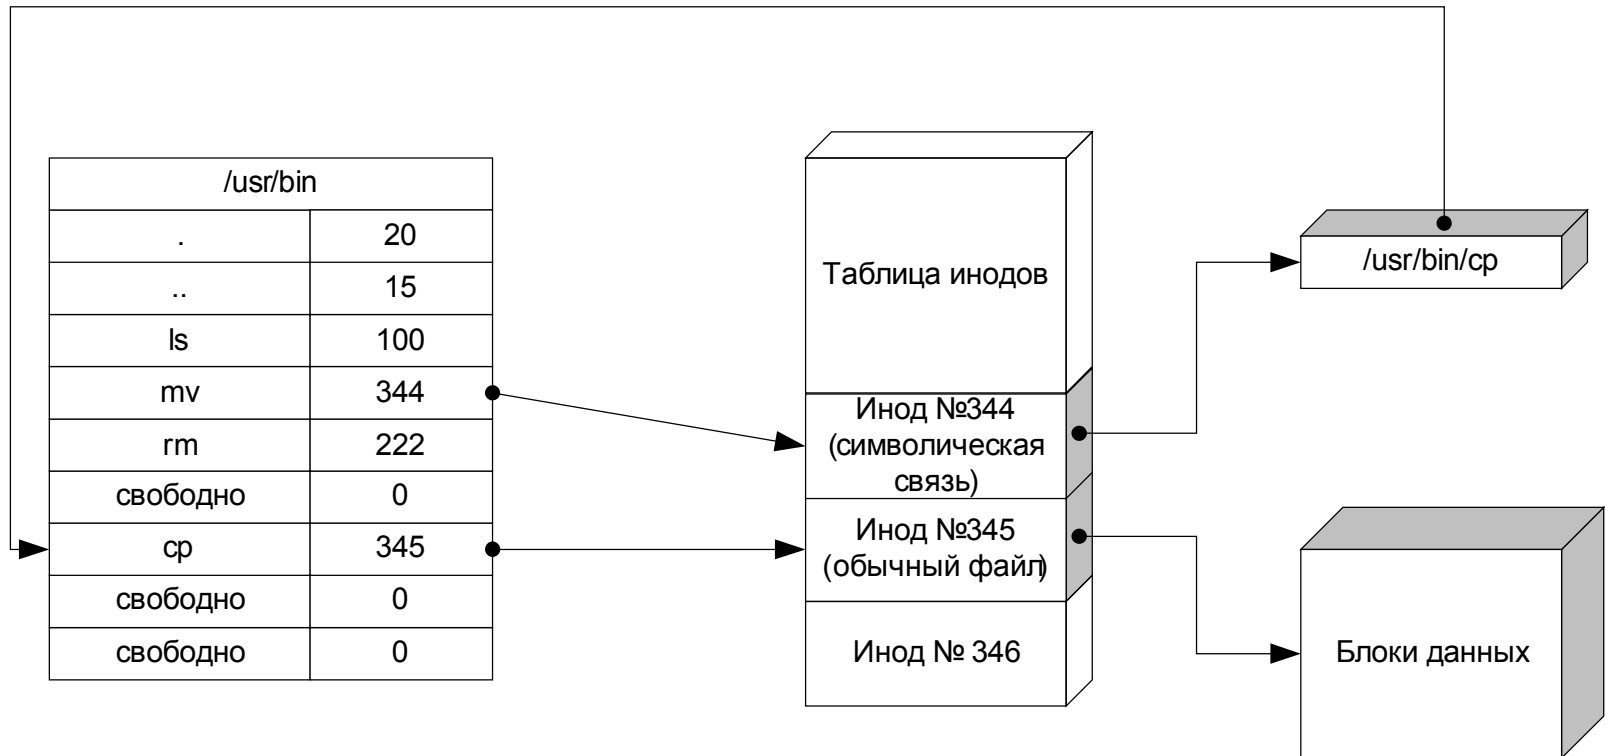 /usr/bin
. 20
.. 15
ls 100
mv 344
rm 222
свободно 0
cp 345
свободно 0
свободно 0
Таблица инодов
Инод №344
(символическая
связь)
Инод №345
(обычный файл)
Инод № 346
/usr/bin/cp
Блоки данных